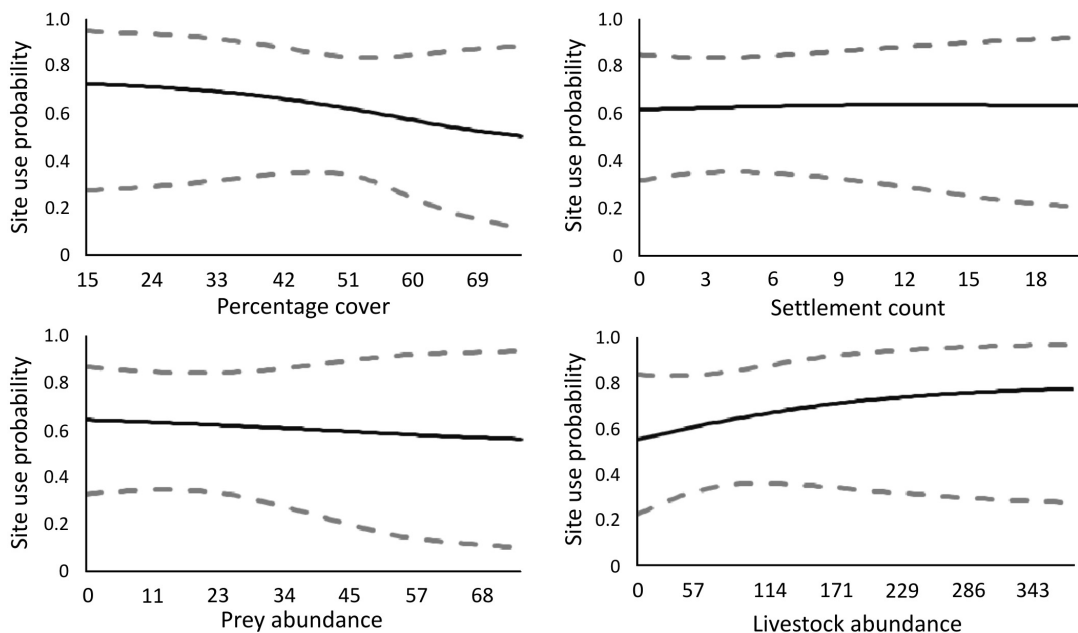 1.0
0.8
0.6
0.4
0.2
0
Site use probability
15 24 33 42 51 60 69
Percentage cover
1.0
0.8
0.6
0.4
0.2
0
Site use probability
0 3 6 9 12 15 18
Settlement count
1.0
0.8
0.6
0.4
0.2
0
Site use probability
0 11 23 34 45 57 68
Prey abundance
1.0
0.8
0.6
0.4
0.2
0
Site use probability
0 57 114 171 229 286 343
Livestock abundance